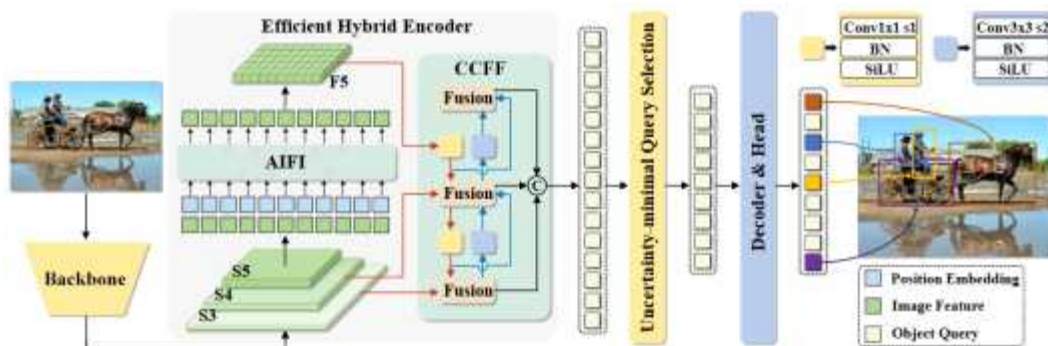 Efficient Hybrid Encoder
F5
CCFF
Fusion
AIFI
Fusion
Fusion
C
S5
S4
S3
Backbone
Uncertainty-minimal Query Selection
Decoder & Head
Conv1x1 s1
BN
SiLU
Conv3x3 s2
BN
SiLU
Position Embedding
Image Feature
Object Query